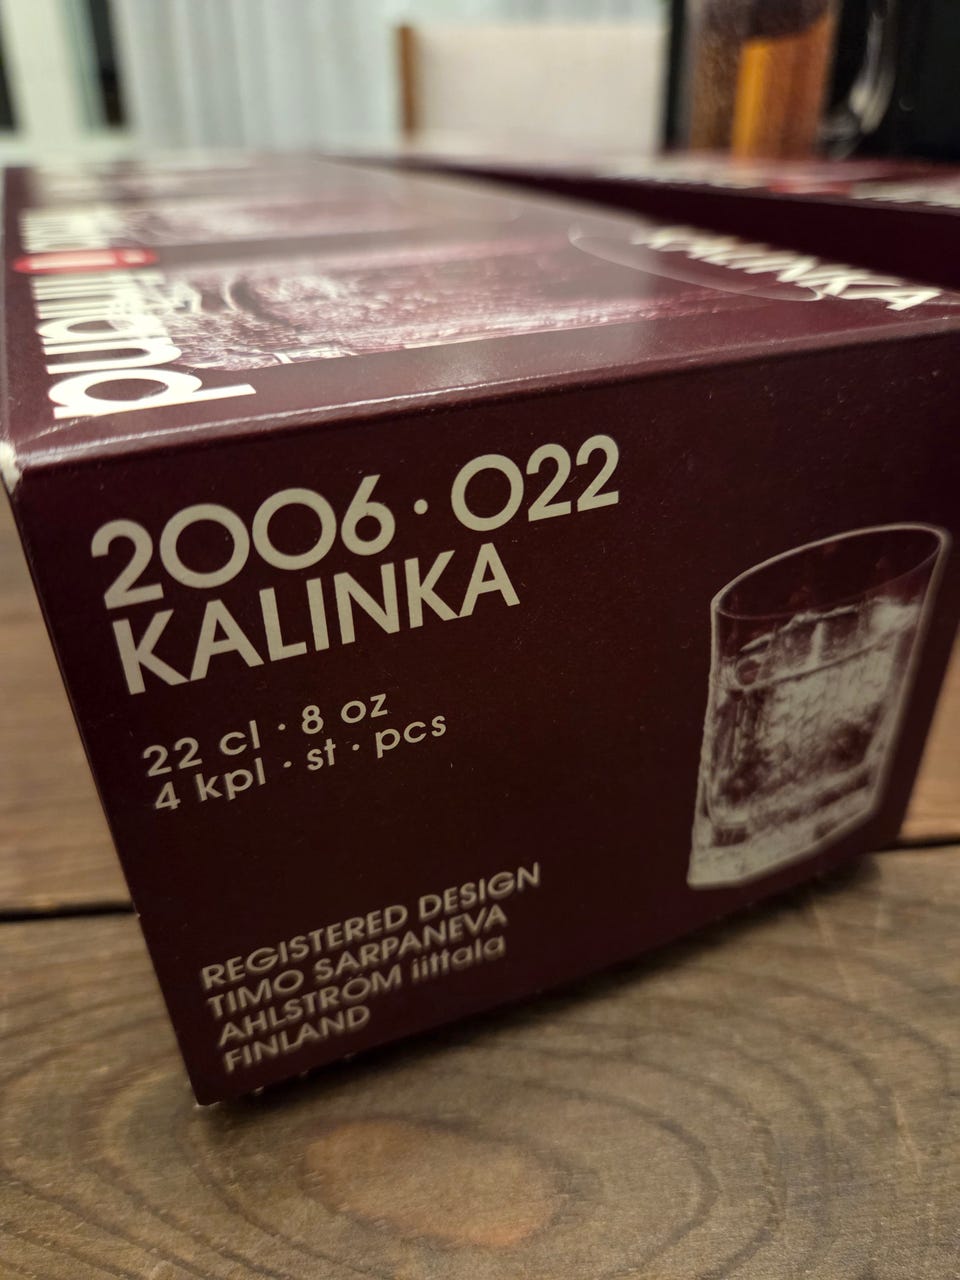 KALINKA
2006·022
KALINKA
22 cl · 8 oz
4 kpl · st · pcs
REGISTERED DESIGN
TIMO SARPANEVA
AHLSTRÖM iittala
FINLAND